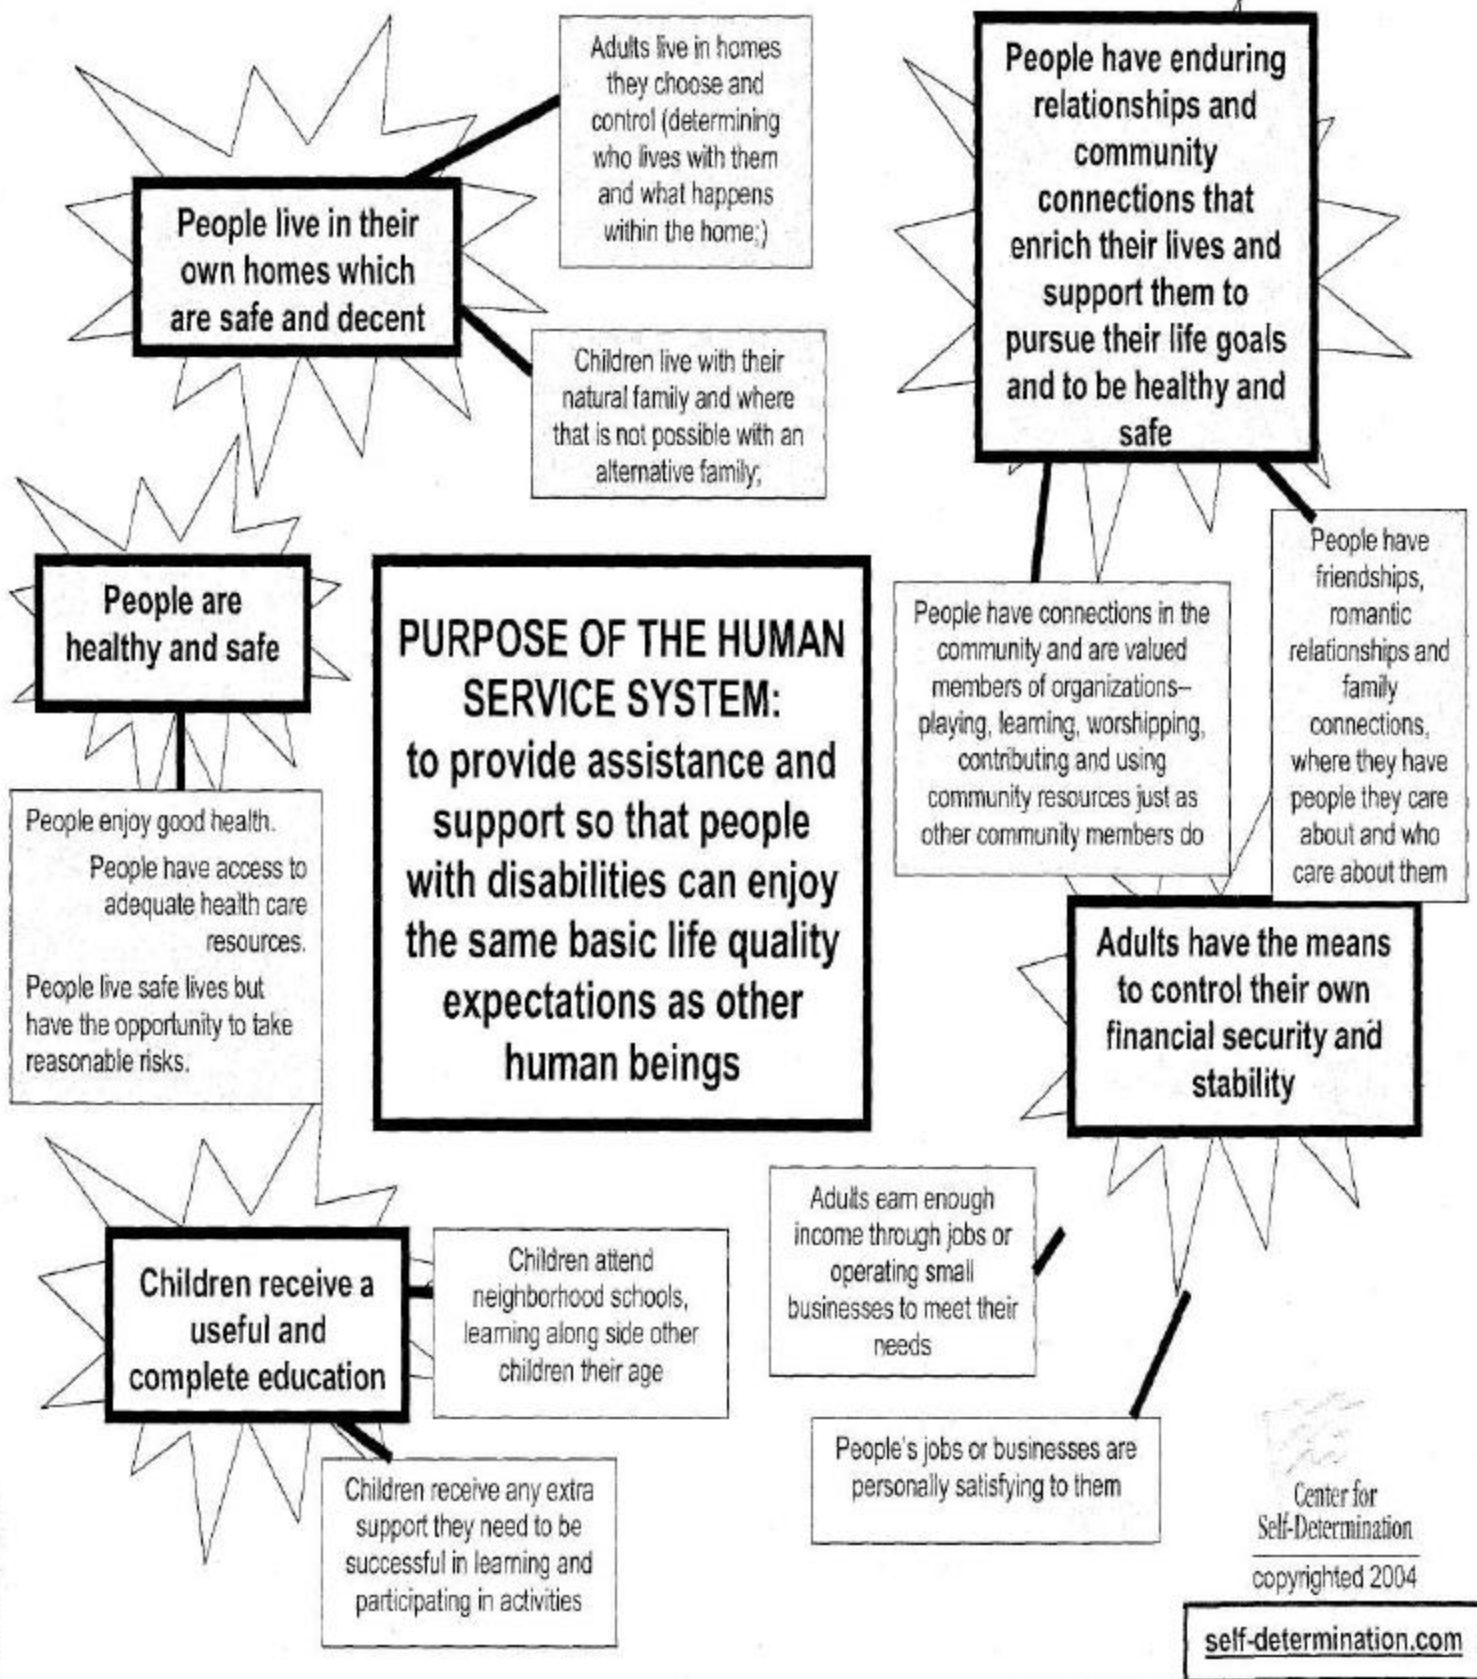 Adults live in homes
they choose and
control (determining
who lives with them
and what happens
within the home;)
People live in their
own homes which
are safe and decent
Children live with their
natural family and where
that is not possible with an
alternative family;
People have enduring
relationships and
community
connections that
enrich their lives and
support them to
pursue their life goals
and to be healthy and
safe
People are
healthy and safe
People enjoy good health.
People have access to
adequate health care
resources.
People live safe lives but
have the opportunity to take
reasonable risks.
PURPOSE OF THE HUMAN
SERVICE SYSTEM:
to provide assistance and
support so that people
with disabilities can enjoy
the same basic life quality
expectations as other
human beings
People have connections in the
community and are valued
members of organizations–
playing, learning, worshipping,
contributing and using
community resources just as
other community members do
People have
friendships,
romantic
relationships and
family
connections,
where they have
people they care
about and who
care about them
Adults have the means
to control their own
financial security and
stability
Children receive a
useful and
complete education
Children attend
neighborhood schools,
learning along side other
children their age
Children receive any extra
support they need to be
successful in learning and
participating in activities
Adults earn enough
income through jobs or
operating small
businesses to meet their
needs
People's jobs or businesses are
personally satisfying to them
Center for
Self-Determination
copyrighted 2004
self-determination.com